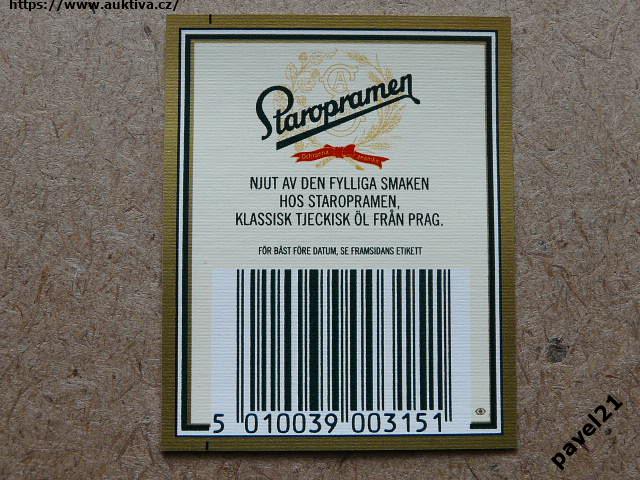 https://www.auktiva.cz/
Staropramen
Ochranná známka
NJUT AV DEN FYLLIGA SMAKEN
HOS STAROPRAMEN,
KLASSISK TJECKISK ÖL FRÅN PRAG.
FÖR BÄST FÖRE DATUM, SE FRAMSIDANS ETIKETT
5 010039 003151
pavel21